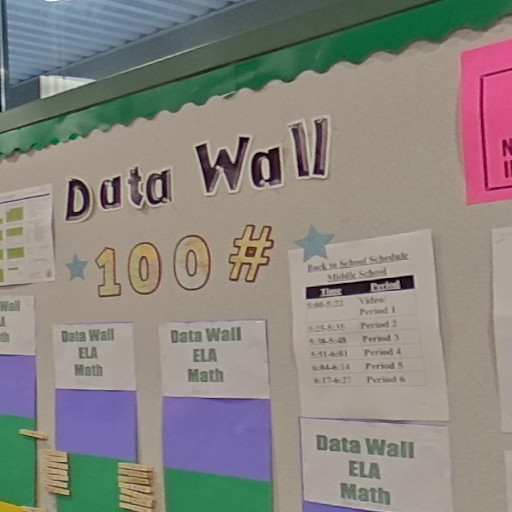 Data Wall
100#
Back to School Schedule
Middle School
Time Period
5:00-5:22 Video/
Period 1
5:25-5:35 Period 2
5:38-5:48 Period 3
5:51-6:01 Period 4
6:04-6:14 Period 5
6:17-6:27 Period 6
Wall
Data Wall
ELA
Math
Data Wall
ELA
Math
Data Wall
ELA
Math